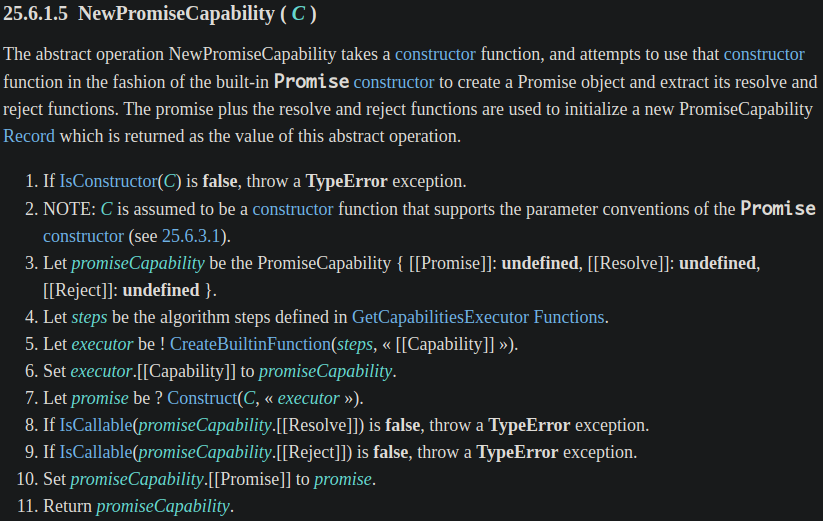 25.6.1.5 NewPromiseCapability ( C )
The abstract operation NewPromiseCapability takes a constructor function, and attempts to use that constructor
function in the fashion of the built-in Promise constructor to create a Promise object and extract its resolve and
reject functions. The promise plus the resolve and reject functions are used to initialize a new PromiseCapability
Record which is returned as the value of this abstract operation.
1. If IsConstructor(C) is false, throw a TypeError exception.
2. NOTE: C is assumed to be a constructor function that supports the parameter conventions of the Promise
constructor (see 25.6.3.1).
3. Let promiseCapability be the PromiseCapability { [[Promise]]: undefined, [[Resolve]]: undefined,
[[Reject]]: undefined }.
4. Let steps be the algorithm steps defined in GetCapabilitiesExecutor Functions.
5. Let executor be ! CreateBuiltinFunction(steps, « [[Capability]] »).
6. Set executor.[[Capability]] to promiseCapability.
7. Let promise be ? Construct(C, « executor »).
8. If IsCallable(promiseCapability.[[Resolve]]) is false, throw a TypeError exception.
9. If IsCallable(promiseCapability.[[Reject]]) is false, throw a TypeError exception.
10. Set promiseCapability.[[Promise]] to promise.
11. Return promiseCapability.